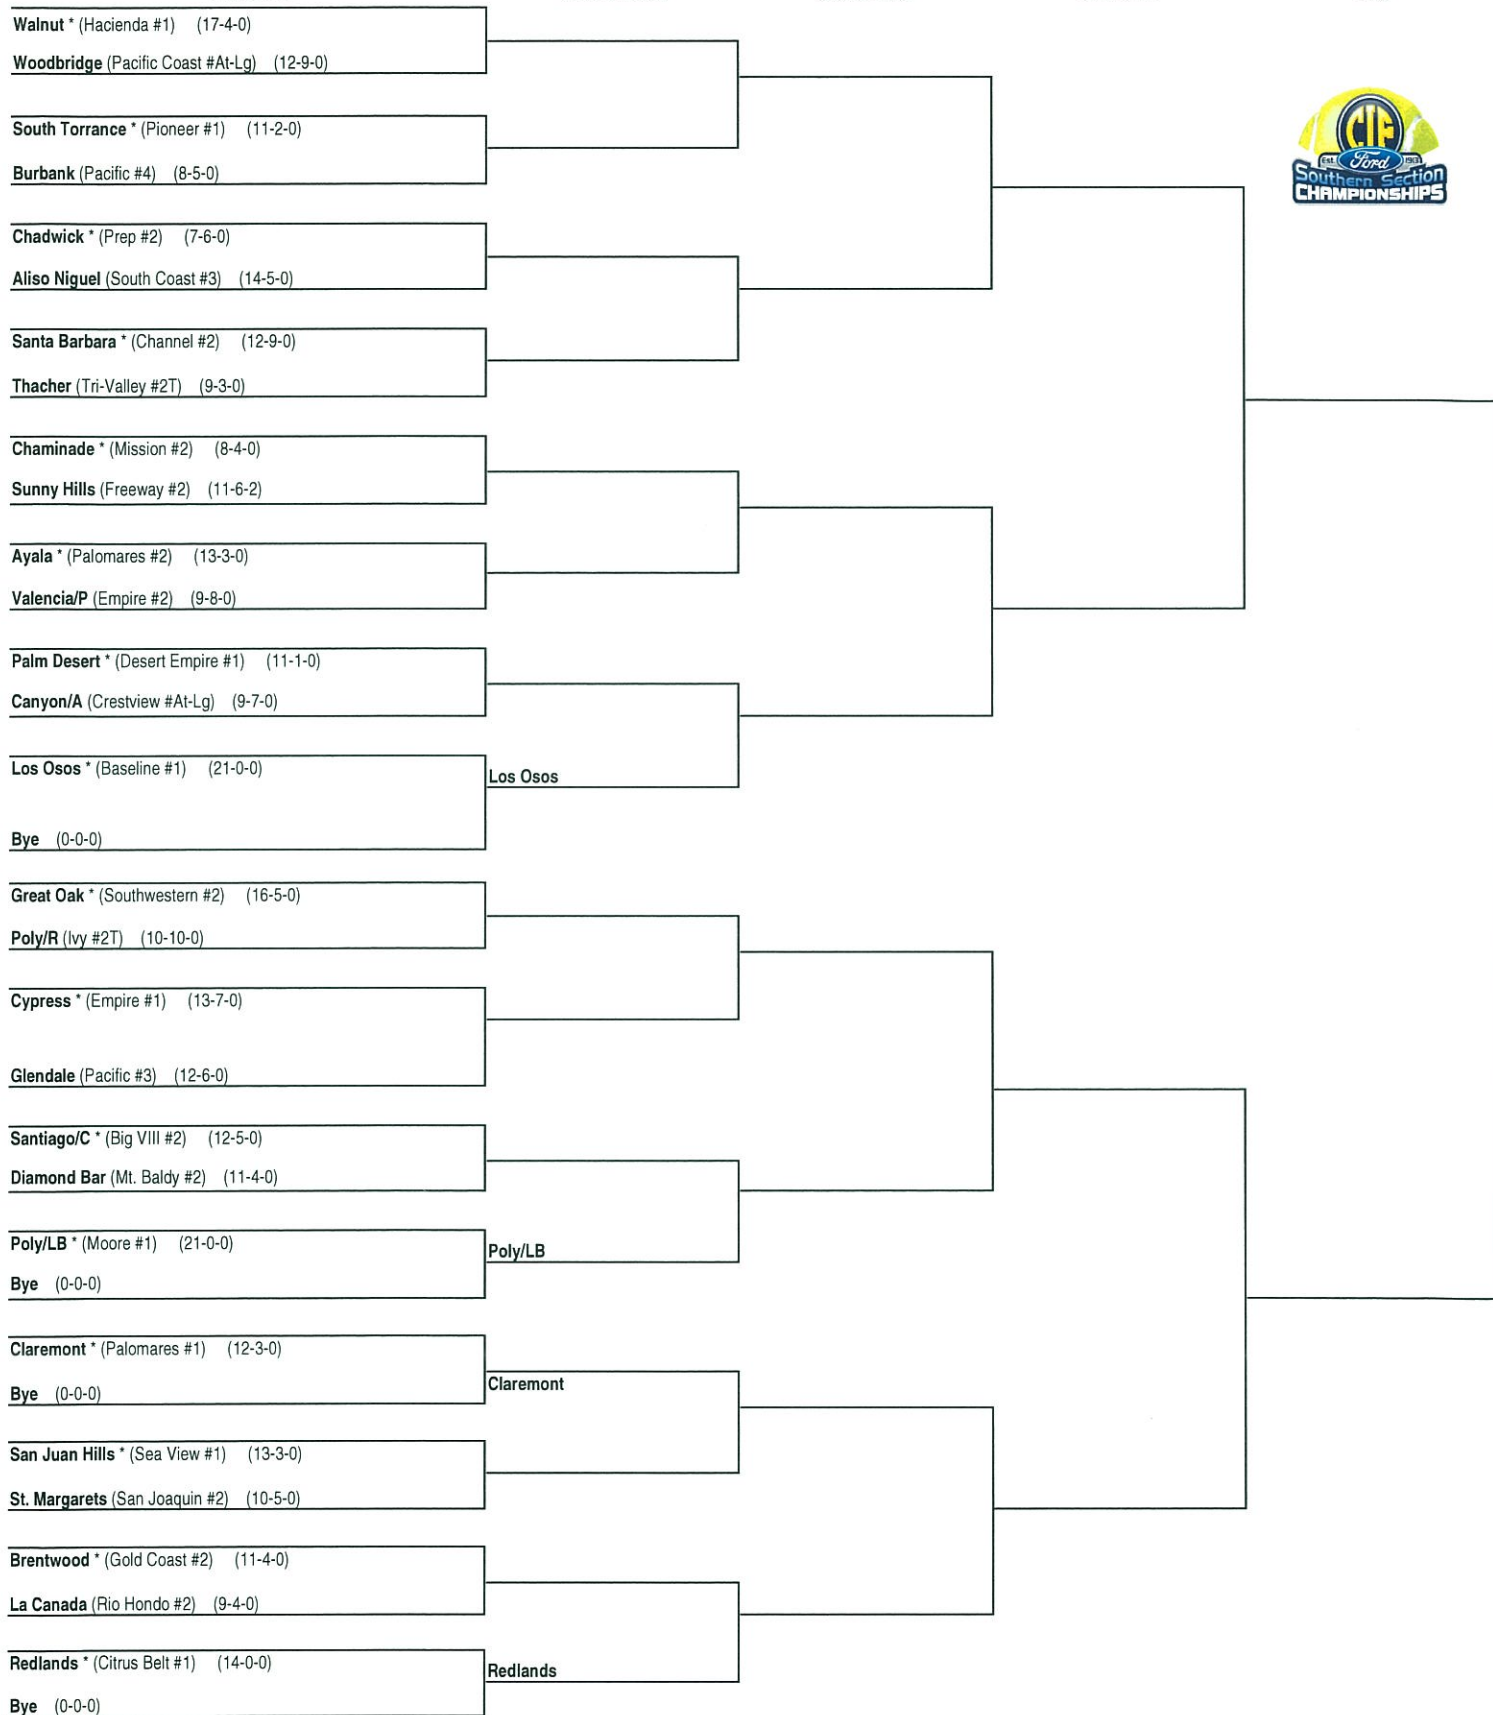 Walnut * (Hacienda #1) (17-4-0)
Woodbridge (Pacific Coast #At-Lg) (12-9-0)
South Torrance * (Pioneer #1) (11-2-0)
Burbank (Pacific #4) (8-5-0)
CIF
Est. Ford 1913
Southern Section
CHAMPIONSHIPS
Chadwick * (Prep #2) (7-6-0)
Aliso Niguel (South Coast #3) (14-5-0)
Santa Barbara * (Channel #2) (12-9-0)
Thacher (Tri-Valley #2T) (9-3-0)
Chaminade * (Mission #2) (8-4-0)
Sunny Hills (Freeway #2) (11-6-2)
Ayala * (Palomares #2) (13-3-0)
Valencia/P (Empire #2) (9-8-0)
Palm Desert * (Desert Empire #1) (11-1-0)
Canyon/A (Crestview #At-Lg) (9-7-0)
Los Osos * (Baseline #1) (21-0-0)
Los Osos
Bye (0-0-0)
Great Oak * (Southwestern #2) (16-5-0)
Poly/R (Ivy #2T) (10-10-0)
Cypress * (Empire #1) (13-7-0)
Glendale (Pacific #3) (12-6-0)
Santiago/C * (Big VIII #2) (12-5-0)
Diamond Bar (Mt. Baldy #2) (11-4-0)
Poly/LB * (Moore #1) (21-0-0)
Poly/LB
Bye (0-0-0)
Claremont * (Palomares #1) (12-3-0)
Claremont
Bye (0-0-0)
San Juan Hills * (Sea View #1) (13-3-0)
St. Margarets (San Joaquin #2) (10-5-0)
Brentwood * (Gold Coast #2) (11-4-0)
La Canada (Rio Hondo #2) (9-4-0)
Redlands * (Citrus Belt #1) (14-0-0)
Redlands
Bye (0-0-0)